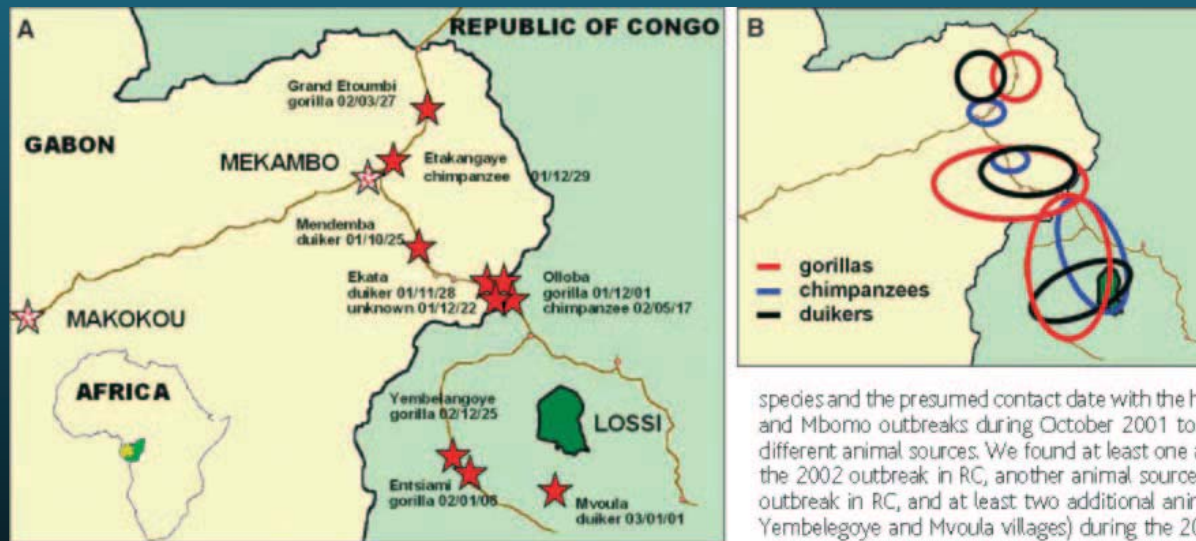 A
REPUBLIC OF CONGO
Grand Etoumbi
gorilla 02/03/27
GABON
MEKAMBO
Etakangaye
chimpanzee 01/12/29
Mendemba
duiker 01/10/25
Ekata
duiker 01/11/28
unknown 01/12/22
Olloba
gorilla 01/12/01
chimpanzee 02/05/17
MAKOKOU
AFRICA
Yembelangoye
gorilla 02/12/25
LOSSI
Entsiami
gorilla 02/01/06
Mvoula
duiker 03/01/01
B
gorillas
chimpanzees
duikers
species and the presumed contact date with the h
and Mbomo outbreaks during October 2001 to
different animal sources. We found at least one a
the 2002 outbreak in RC, another animal source
outbreak in RC, and at least two additional anin
Yembelegoye and Mvoula villages) during the 20